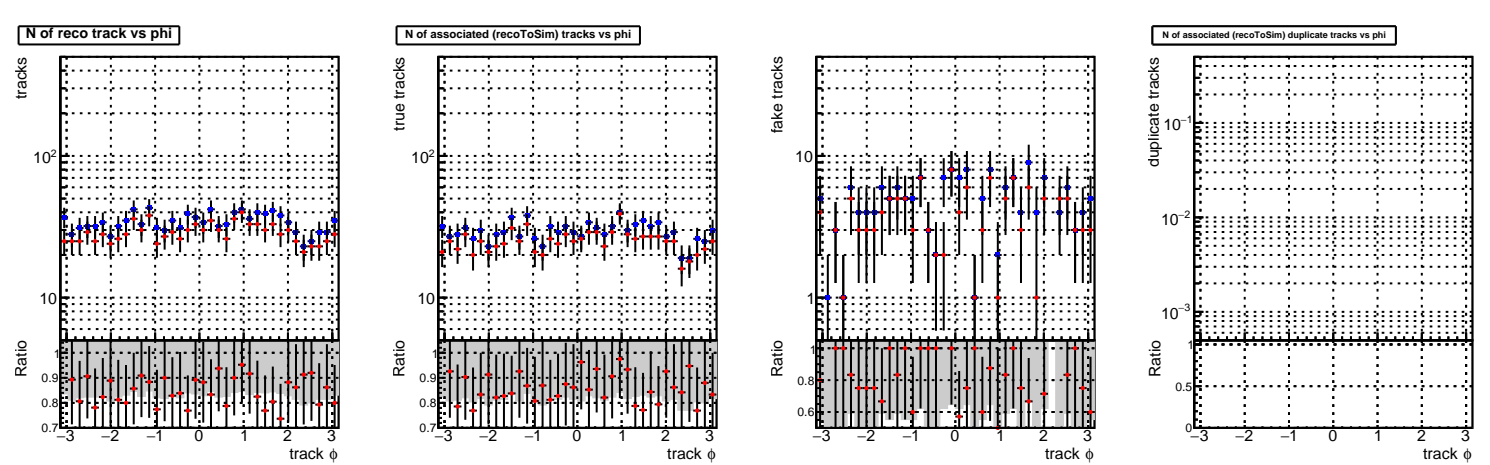 N of reco track vs phi
tracks
10²
10
Ratio
1
0.9
0.8
0.7
−3 −2 −1 0 1 2 3
track ϕ
N of associated (recoToSim) tracks vs phi
true tracks
10²
10
Ratio
1
0.9
0.8
0.7
−3 −2 −1 0 1 2 3
track ϕ
fake tracks
10
1
Ratio
1
0.8
0.6
−3 −2 −1 0 1 2 3
track ϕ
N of associated (recoToSim) duplicate tracks vs phi
duplicate tracks
10⁻¹
10⁻²
10⁻³
Ratio
1
0.5
0
−3 −2 −1 0 1 2 3
track ϕ